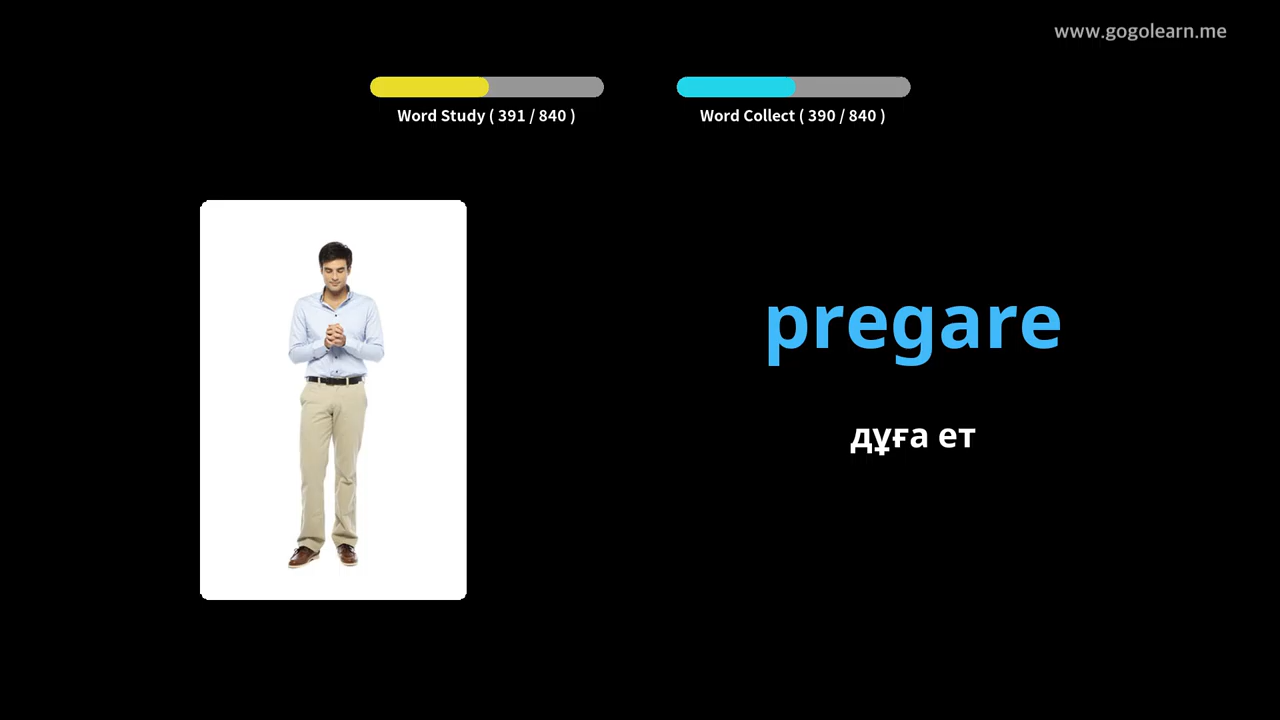 www.gogolearn.me
Word Study ( 391 / 840 )
Word Collect ( 390 / 840 )
pregare
дұға ет